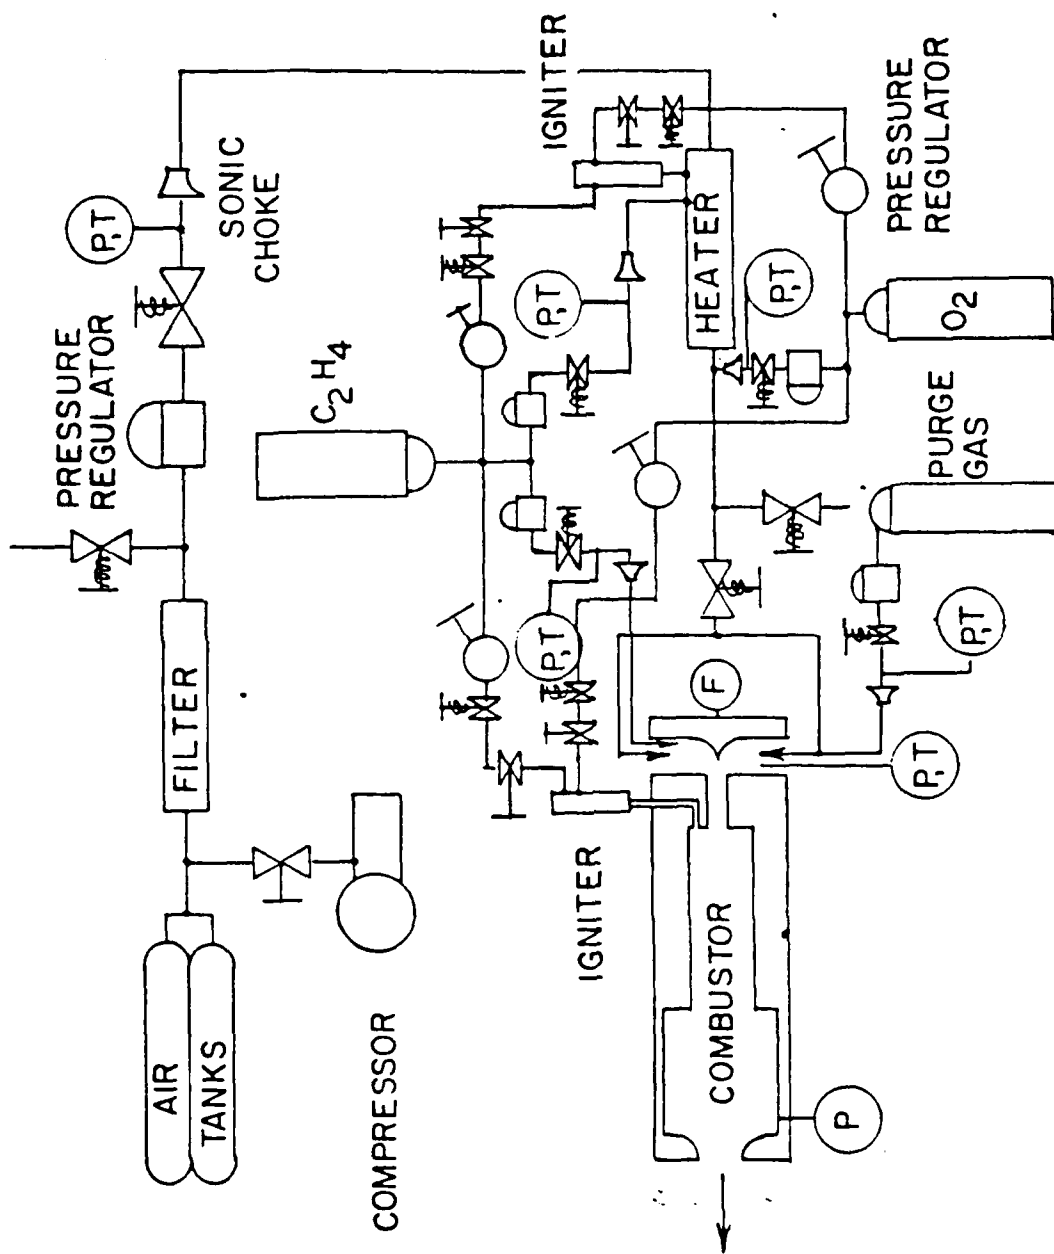 PRESSURE
REGULATOR
AIR
TANKS
FILTER
P,T
SONIC
CHOKE
C2H4
COMPRESSOR
P,T
P,T
IGNITER
IGNITER
HEATER
F
COMBUSTOR
P,T
P
PRESSURE
REGULATOR
P,T
PURGE
GAS
O2
P,T